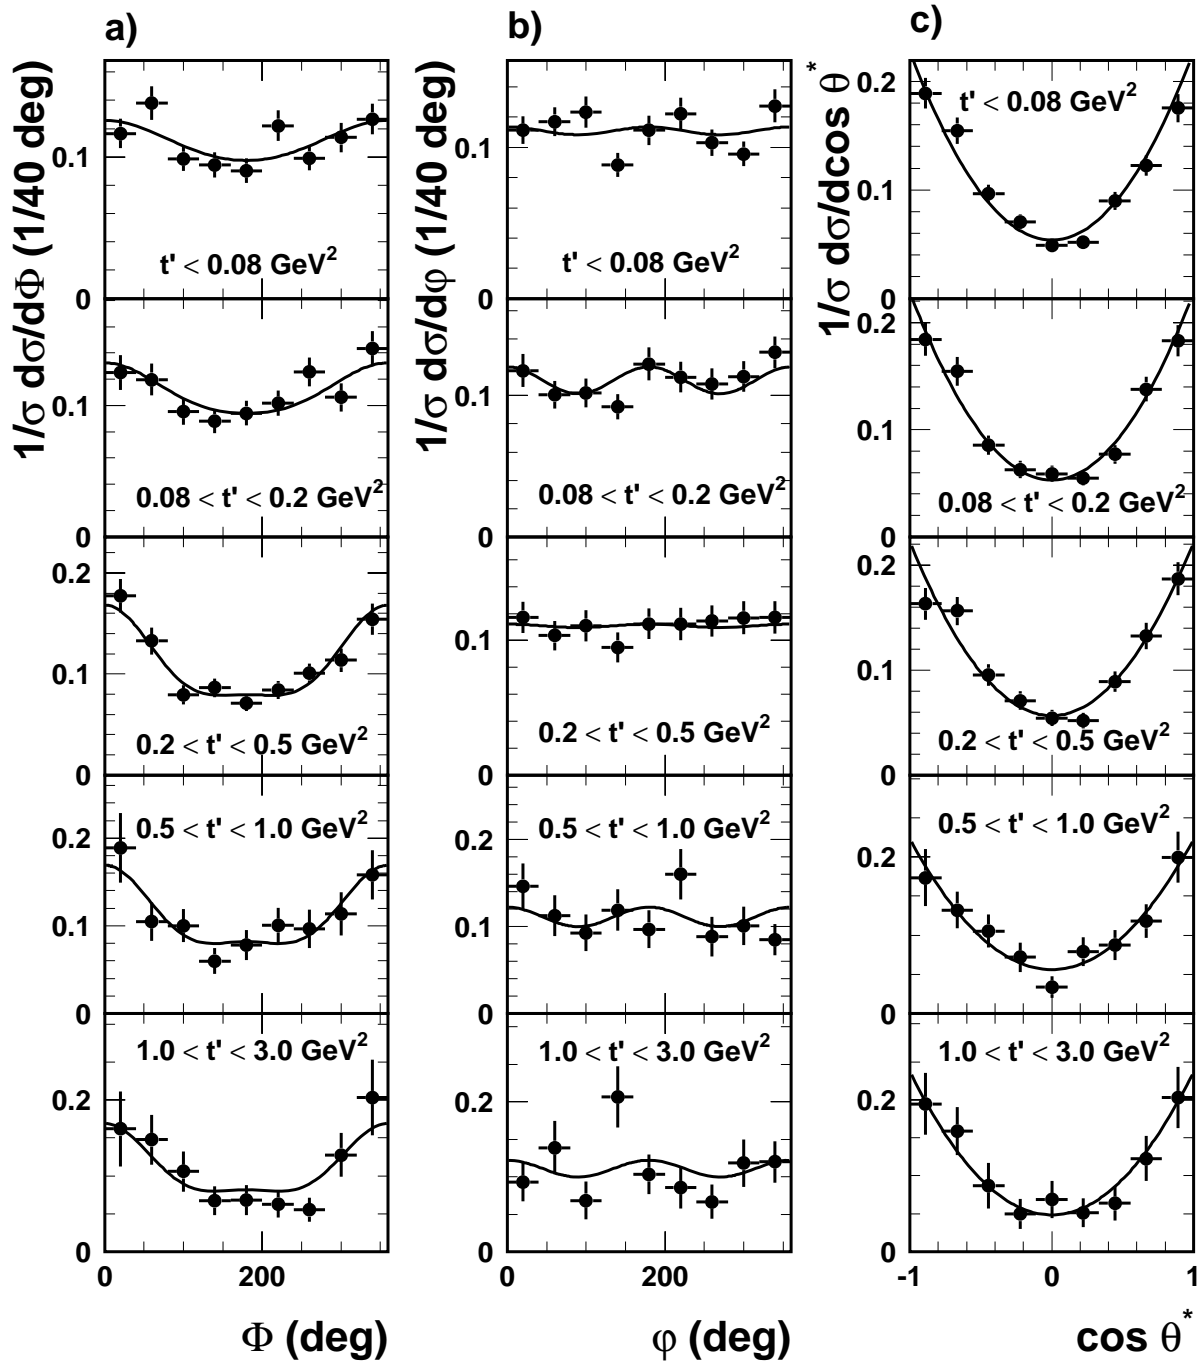 a)
b)
c)
1/σ dσ/dΦ (1/40 deg)
1/σ dσ/dφ (1/40 deg)
1/σ dσ/dcos θ*
0.1
t' < 0.08 GeV²
0
0.1
t' < 0.08 GeV²
0
0.2
t' < 0.08 GeV²
0.1
0
0.1
0.08 < t' < 0.2 GeV²
0
0.1
0.08 < t' < 0.2 GeV²
0
0.2
0.1
0.08 < t' < 0.2 GeV²
0
0.2
0.1
0.2 < t' < 0.5 GeV²
0
0.1
0.2 < t' < 0.5 GeV²
0
0.2
0.1
0.2 < t' < 0.5 GeV²
0
0.5 < t' < 1.0 GeV²
0.2
0.1
0
0.5 < t' < 1.0 GeV²
0.2
0.1
0
0.5 < t' < 1.0 GeV²
0.2
0
1.0 < t' < 3.0 GeV²
0.2
0
1.0 < t' < 3.0 GeV²
0.2
0
1.0 < t' < 3.0 GeV²
0.2
0
0 200
0 200
-1 0 1
Φ (deg)
φ (deg)
cos θ*